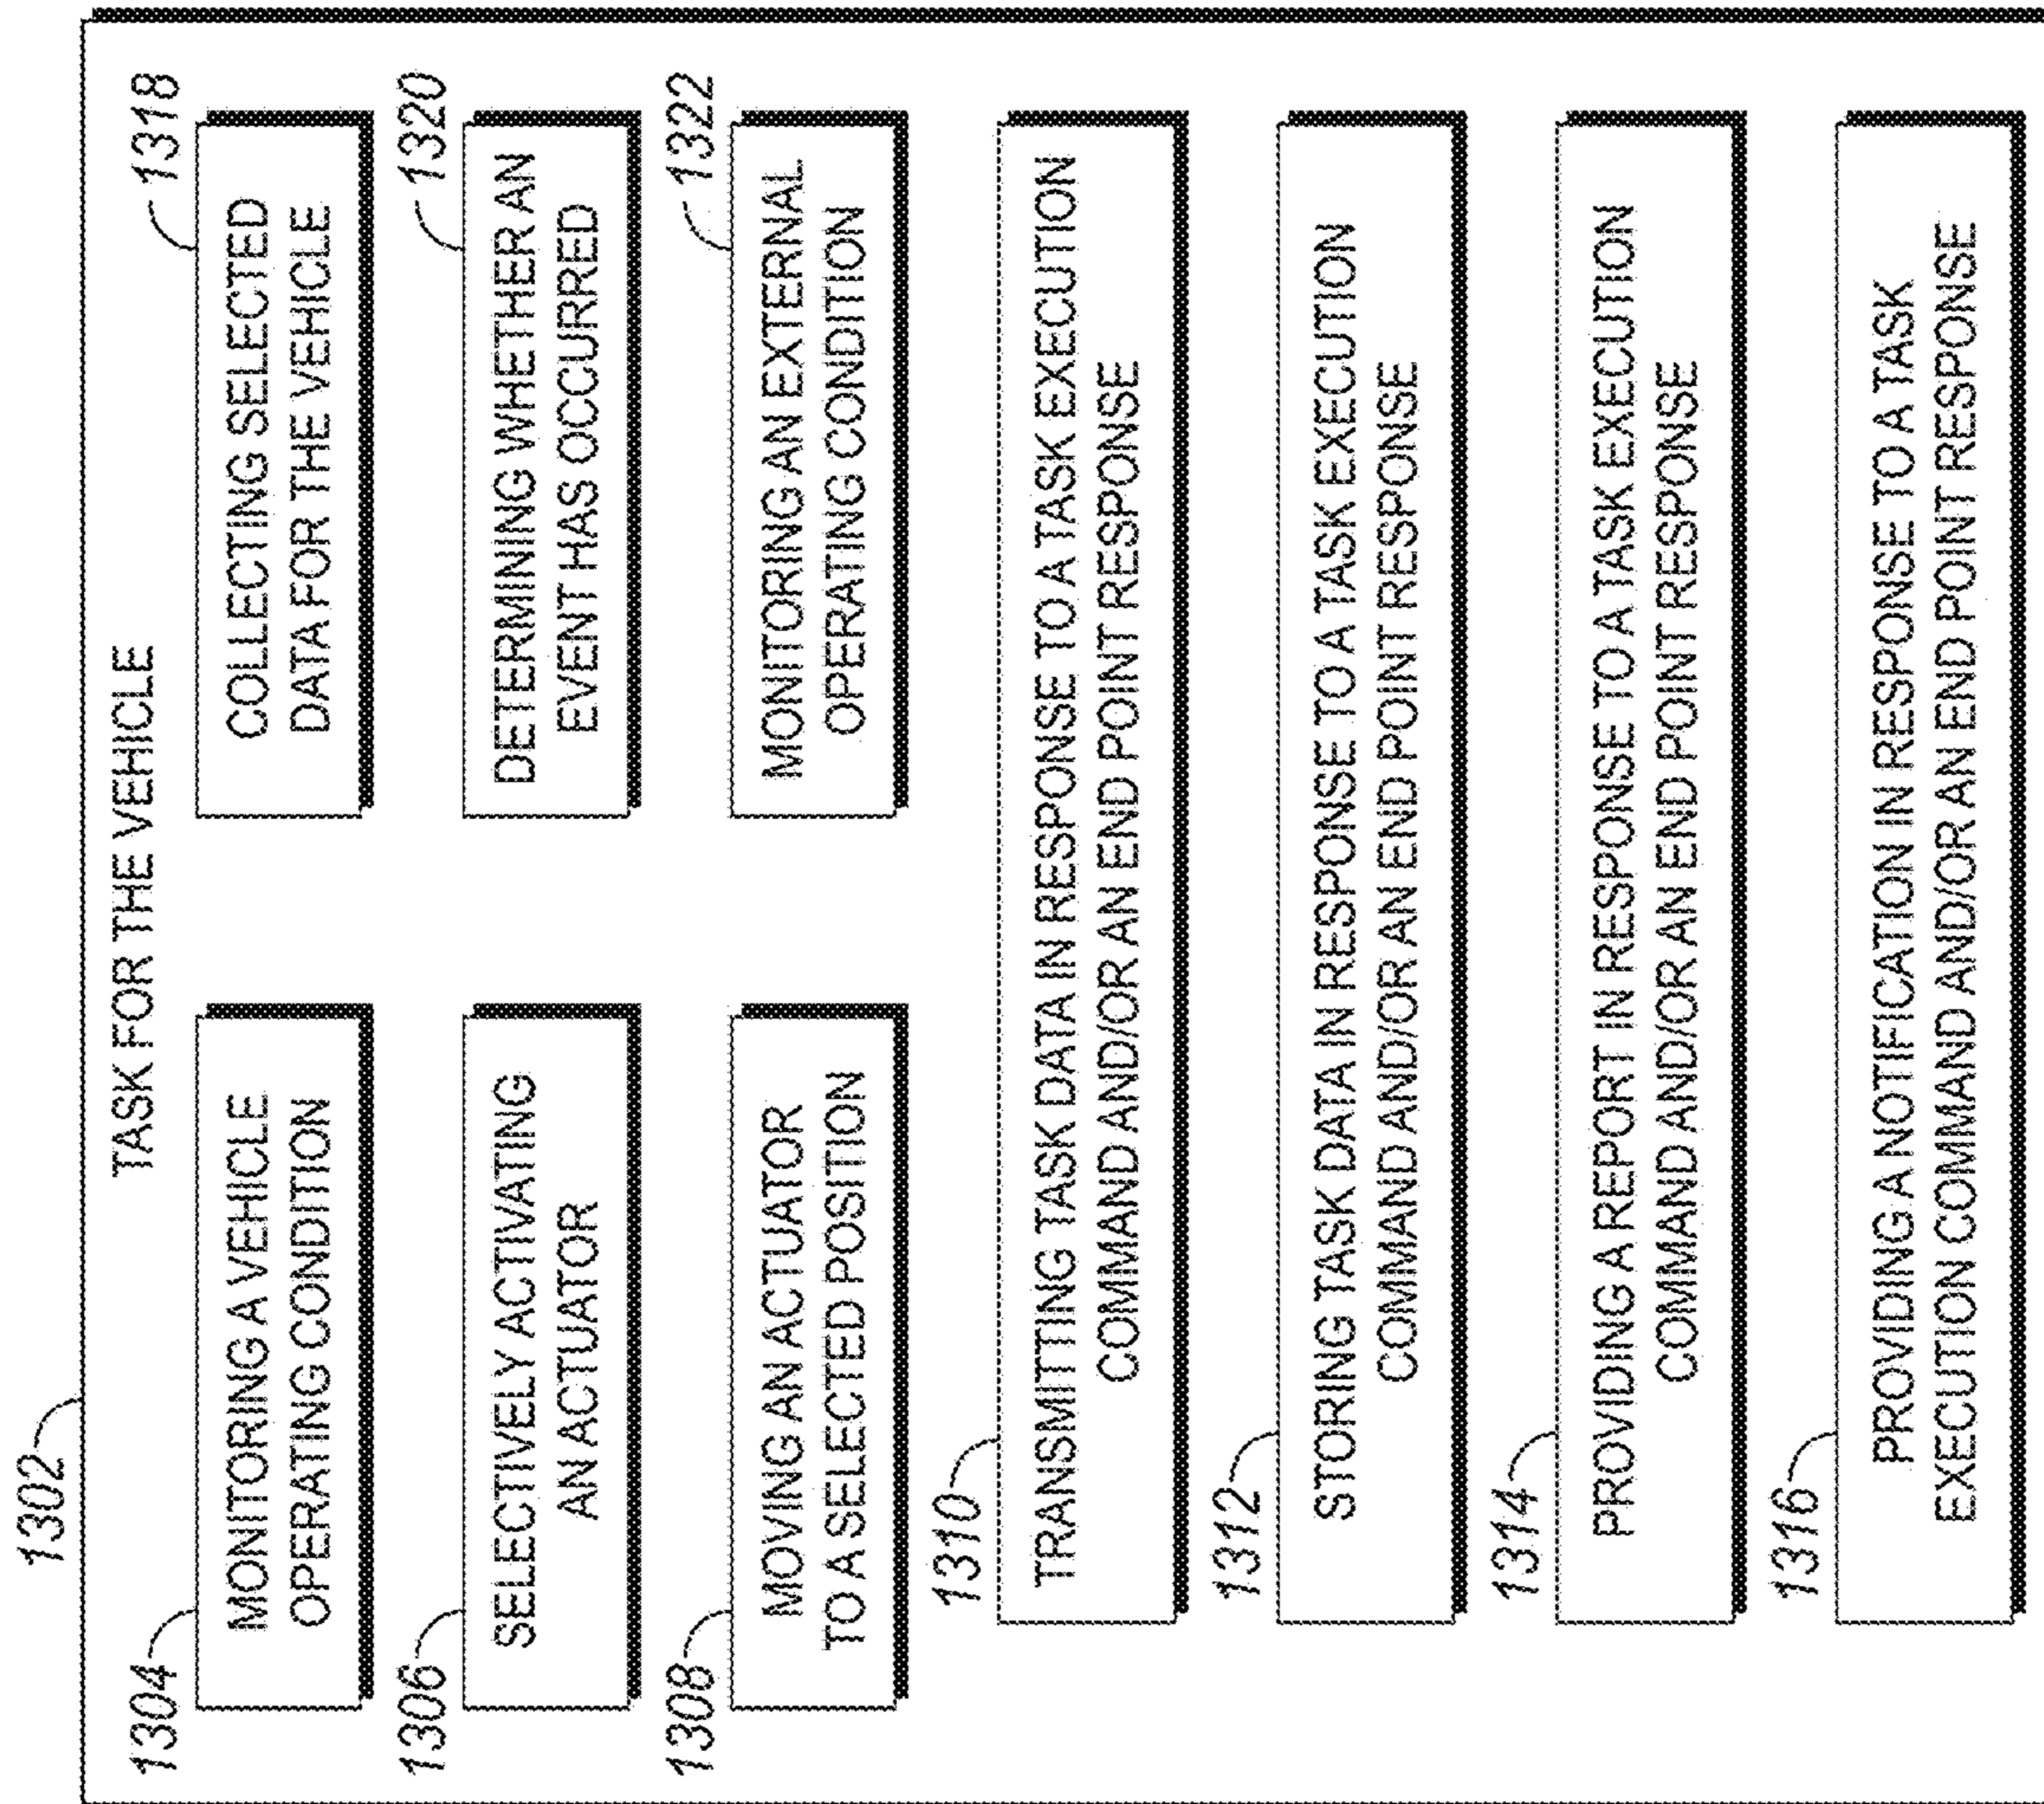 1302
TASK FOR THE VEHICLE
1304
MONITORING A VEHICLE
OPERATING CONDITION
1318
COLLECTING SELECTED
DATA FOR THE VEHICLE
1306
SELECTIVELY ACTIVATING
AN ACTUATOR
1320
DETERMINING WHETHER AN
EVENT HAS OCCURRED
1308
MOVING AN ACTUATOR
TO A SELECTED POSITION
1322
MONITORING AN EXTERNAL
OPERATING CONDITION
1310
TRANSMITTING TASK DATA IN RESPONSE TO A TASK EXECUTION
COMMAND AND/OR AN END POINT RESPONSE
1312
STORING TASK DATA IN RESPONSE TO A TASK EXECUTION
COMMAND AND/OR AN END POINT RESPONSE
1314
PROVIDING A REPORT IN RESPONSE TO A TASK EXECUTION
COMMAND AND/OR AN END POINT RESPONSE
1316
PROVIDING A NOTIFICATION IN RESPONSE TO A TASK
EXECUTION COMMAND AND/OR AN END POINT RESPONSE